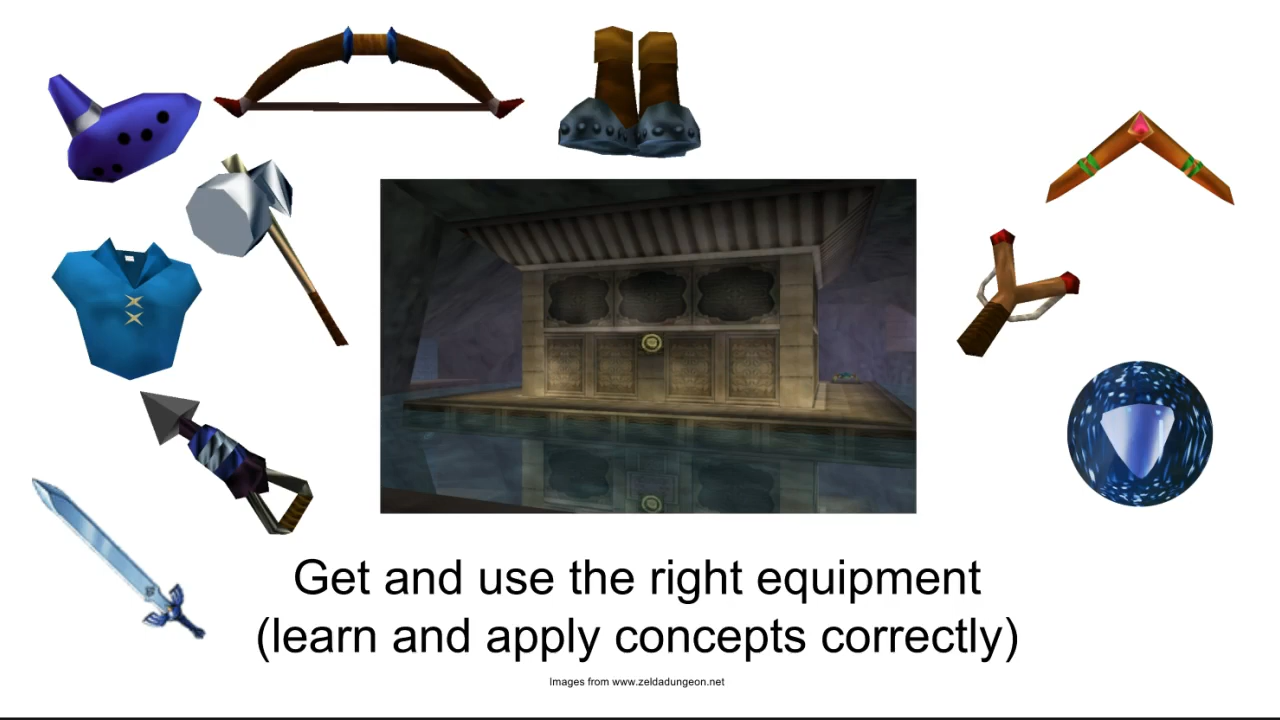 Get and use the right equipment
(learn and apply concepts correctly)
Images from www.zeldadungeon.net